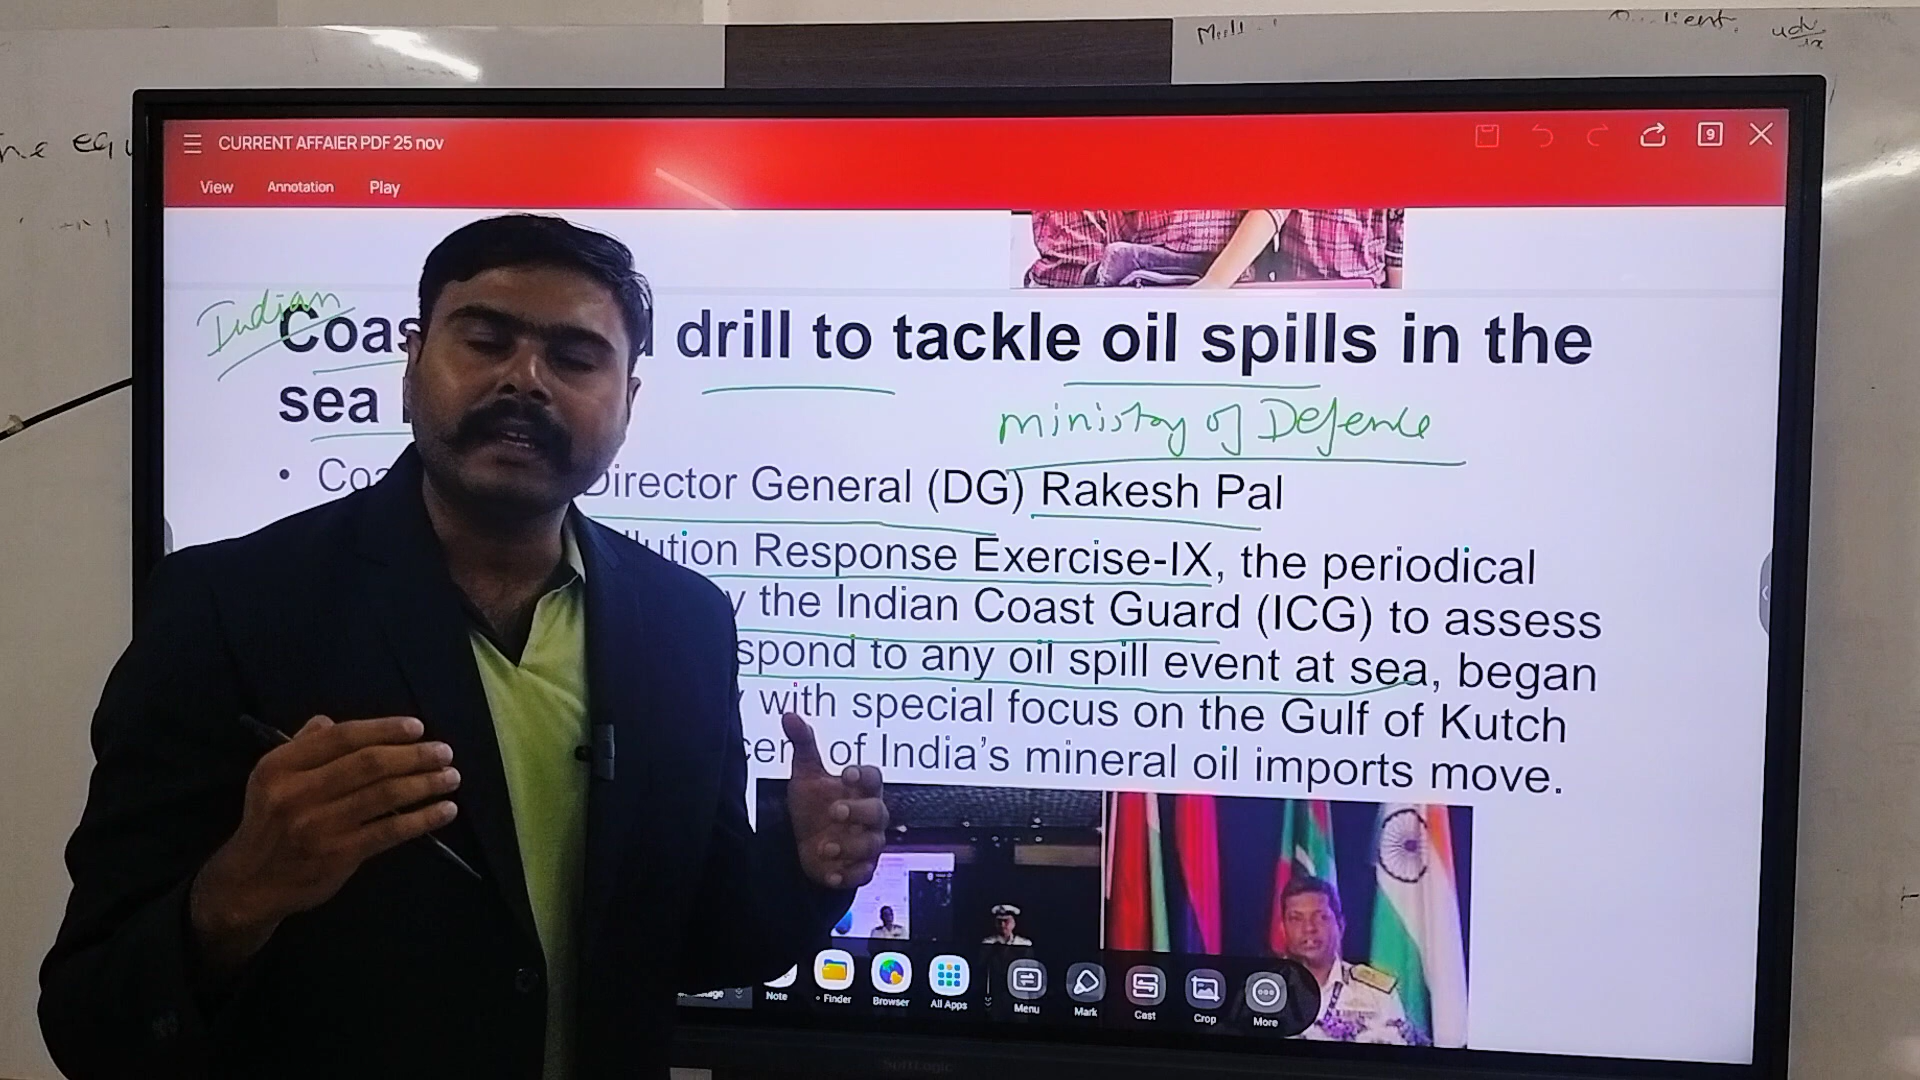 CURRENT AFFAIER PDF 25 nov
9
View Annotation Play
Indian
drill to tackle oil spills in the
sea
ministry of Defence
Director General (DG) Rakesh Pal
Response Exercise-IX, the periodical
the Indian Coast Guard (ICG) to assess
to any oil spill event at sea, began
with special focus on the Gulf of Kutch
of India's mineral oil imports move.
Note Finder Browser All Apps Menu Mark Cast Crop More